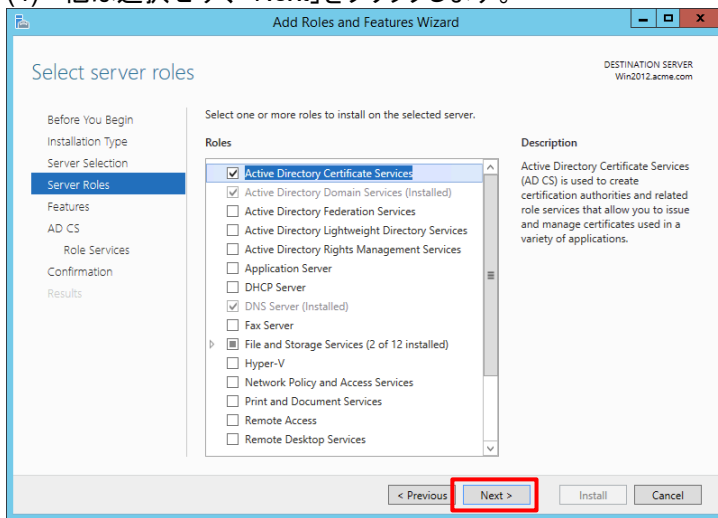 Add Roles and Features Wizard
Select server roles
DESTINATION SERVER
Win2012.acme.com
Before You Begin
Installation Type
Server Selection
Server Roles
Features
AD CS
Role Services
Confirmation
Results
Select one or more roles to install on the selected server.
Roles
Active Directory Certificate Services
Active Directory Domain Services (Installed)
Active Directory Federation Services
Active Directory Lightweight Directory Services
Active Directory Rights Management Services
Application Server
DHCP Server
DNS Server (Installed)
Fax Server
File and Storage Services (2 of 12 installed)
Hyper-V
Network Policy and Access Services
Print and Document Services
Remote Access
Remote Desktop Services
Description
Active Directory Certificate Services
(AD CS) is used to create
certification authorities and related
role services that allow you to issue
and manage certificates used in a
variety of applications.
< Previous
Next >
Install
Cancel